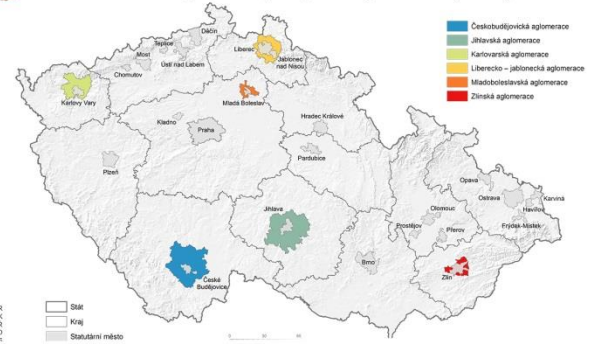 Českobudějovická aglomerace
Jihlavská aglomerace
Karlovarská aglomerace
Liberecko – jablonecká aglomerace
Mladoboleslavská aglomerace
Zlínská aglomerace
Děčín
Teplice
Most
Ústí nad Labem
Chomutov
Liberec
Jablonec
nad Nisou
Karlovy Vary
Mladá Boleslav
Kladno
Praha
Hradec Králové
Pardubice
Plzeň
Opava
Ostrava
Karviná
Havířov
Frýdek-Místek
Olomouc
Prostějov
Přerov
Jihlava
Brno
Zlín
České
Budějovice
Stát
Kraj
Statutární město